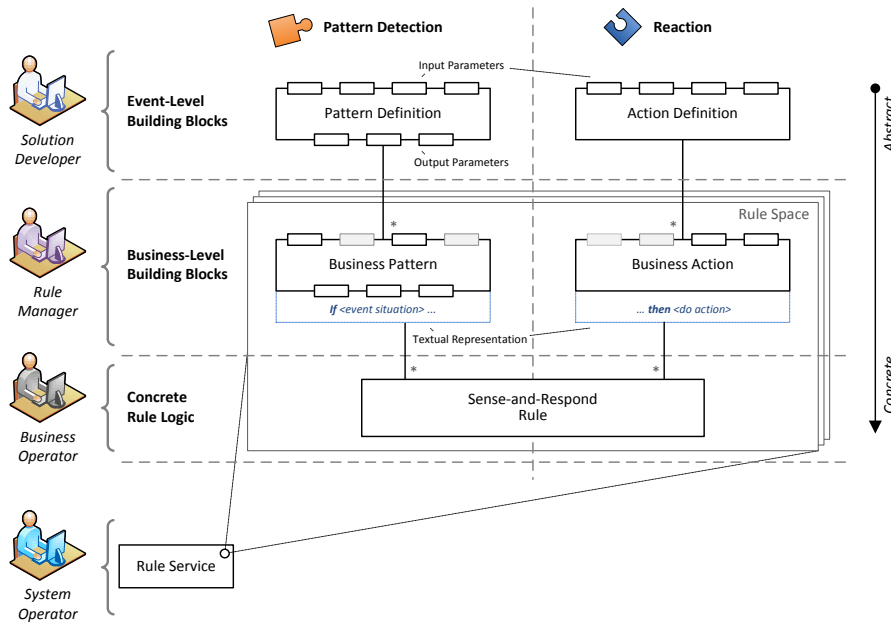 Pattern Detection
Reaction
Input Parameters
Event-Level
Building Blocks
Pattern Definition
Action Definition
Output Parameters
Solution
Developer
Abstract
*
*
Rule Space
Business-Level
Building Blocks
Business Pattern
Business Action
Rule
Manager
If <event situation> ...
... then <do action>
Textual Representation
*
*
Concrete
Rule Logic
Sense-and-Respond
Rule
Concrete
Business
Operator
Rule Service
System
Operator